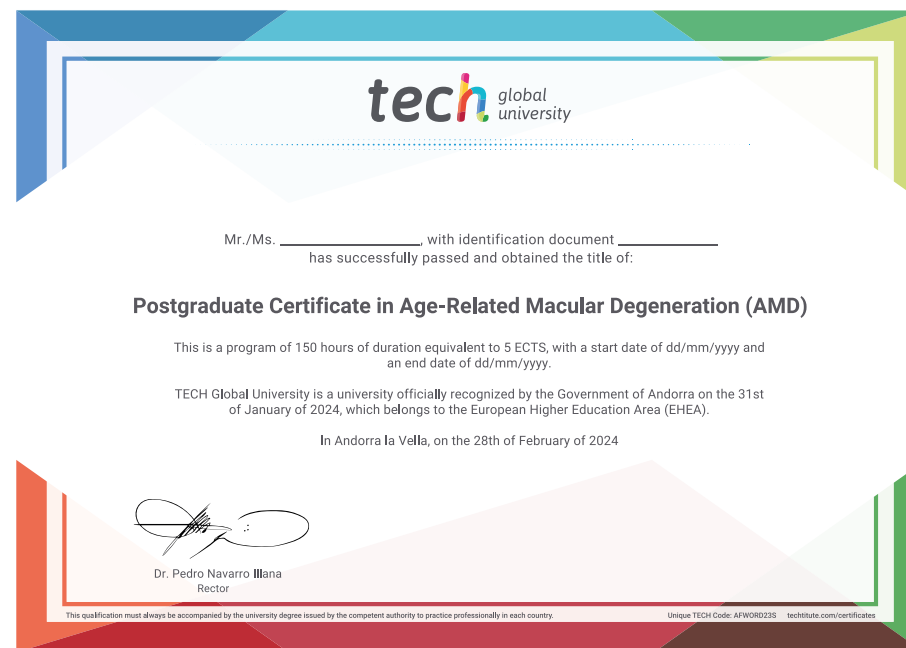 tech global
university
Mr./Ms. ____________, with identification document ____________
has successfully passed and obtained the title of:
Postgraduate Certificate in Age-Related Macular Degeneration (AMD)
This is a program of 150 hours of duration equivalent to 5 ECTS, with a start date of dd/mm/yyyy and
an end date of dd/mm/yyyy.
TECH Global University is a university officially recognized by the Government of Andorra on the 31st
of January of 2024, which belongs to the European Higher Education Area (EHEA).
In Andorra la Vella, on the 28th of February of 2024
Dr. Pedro Navarro Illana
Rector
This qualification must always be accompanied by the university degree issued by the competent authority to practice professionally in each country.
Unique TECH Code: AFWORD23S techtitute.com/certificates